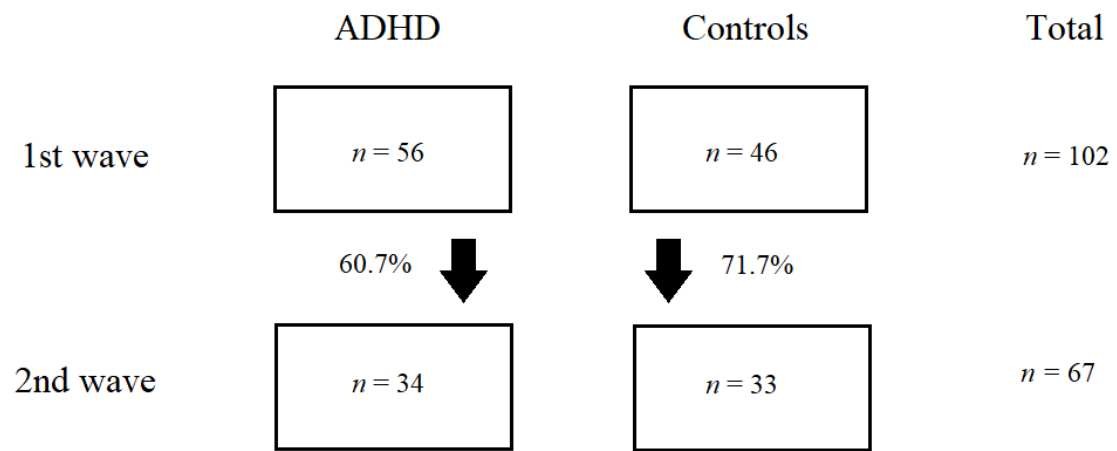 ADHD Controls Total
1st wave n = 56 n = 46 n = 102
60.7% 71.7%
2nd wave n = 34 n = 33 n = 67